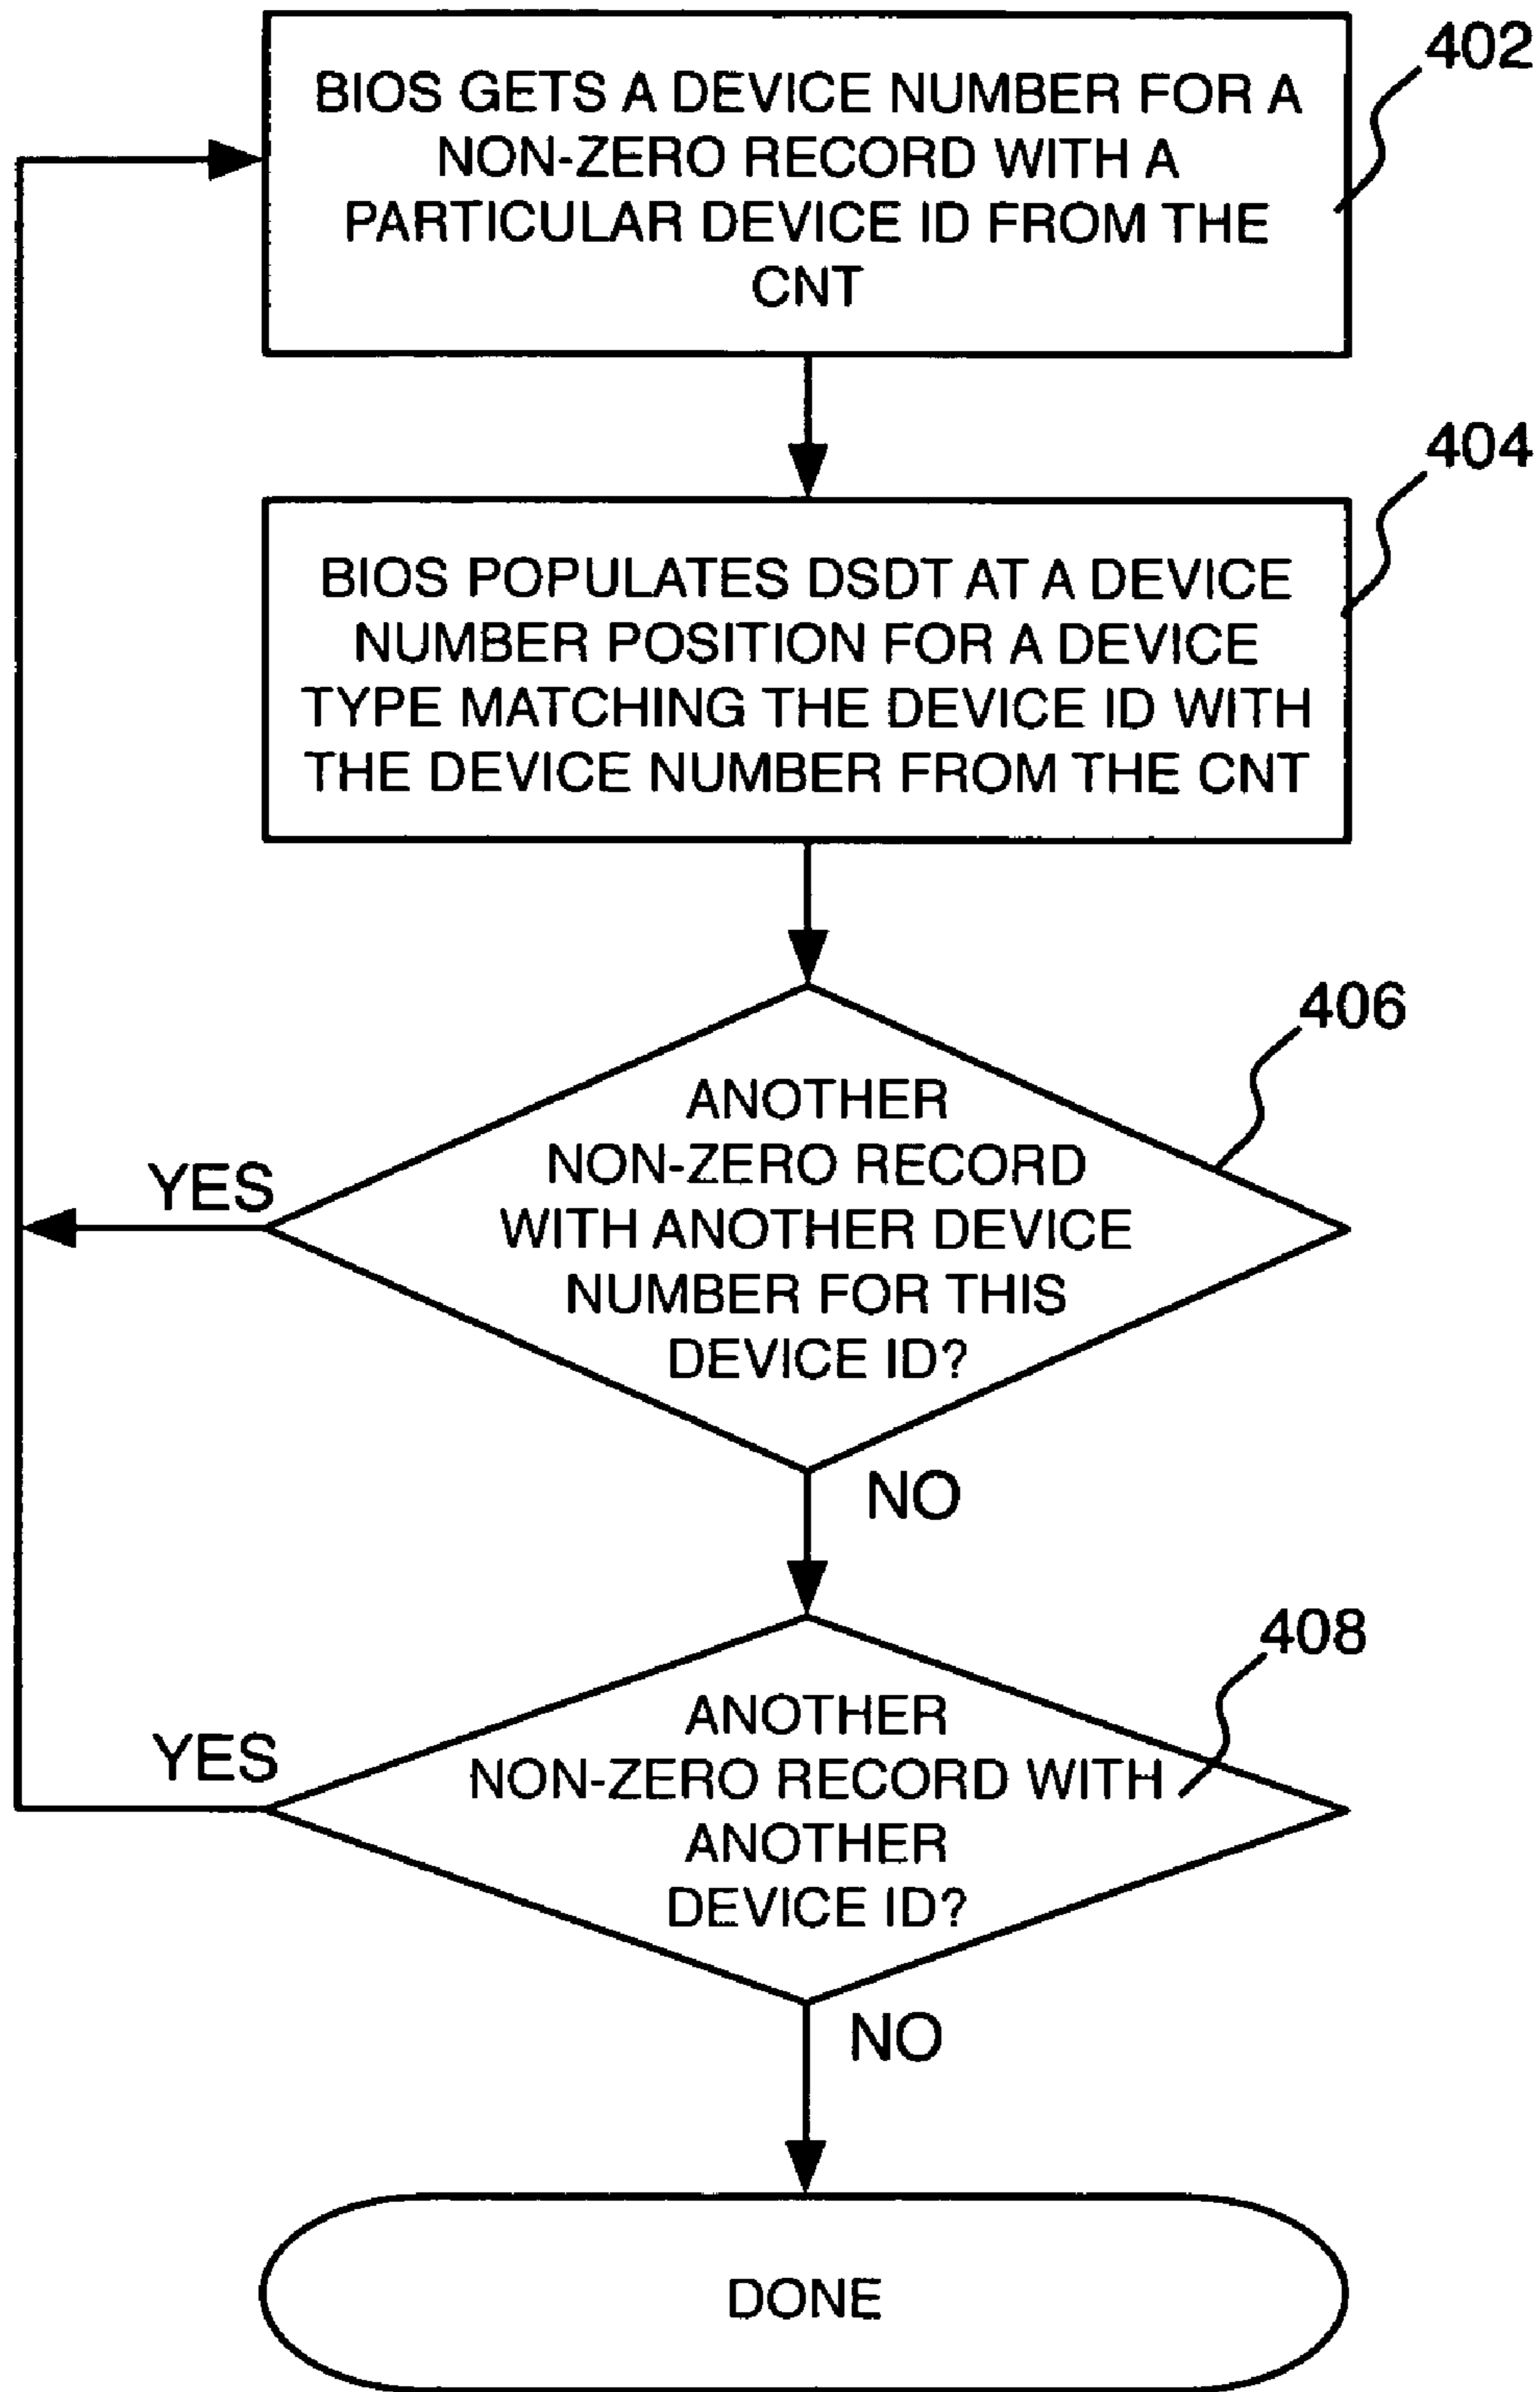 402
BIOS GETS A DEVICE NUMBER FOR A
NON-ZERO RECORD WITH A
PARTICULAR DEVICE ID FROM THE
CNT
404
BIOS POPULATES DSDT AT A DEVICE
NUMBER POSITION FOR A DEVICE
TYPE MATCHING THE DEVICE ID WITH
THE DEVICE NUMBER FROM THE CNT
406
ANOTHER
NON-ZERO RECORD
WITH ANOTHER DEVICE
NUMBER FOR THIS
DEVICE ID?
YES
NO
408
ANOTHER
NON-ZERO RECORD WITH
ANOTHER
DEVICE ID?
YES
NO
DONE